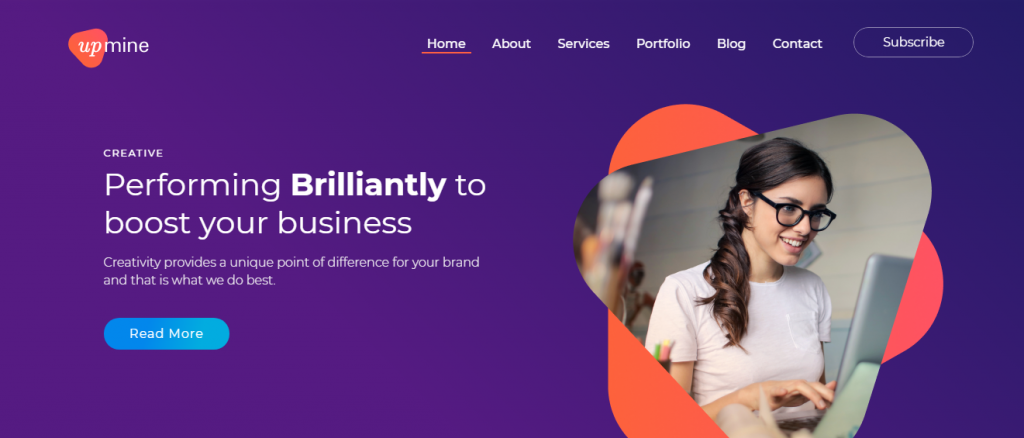 upmine
Home About Services Portfolio Blog Contact Subscribe
CREATIVE
Performing Brilliantly to
boost your business
Creativity provides a unique point of difference for your brand
and that is what we do best.
Read More